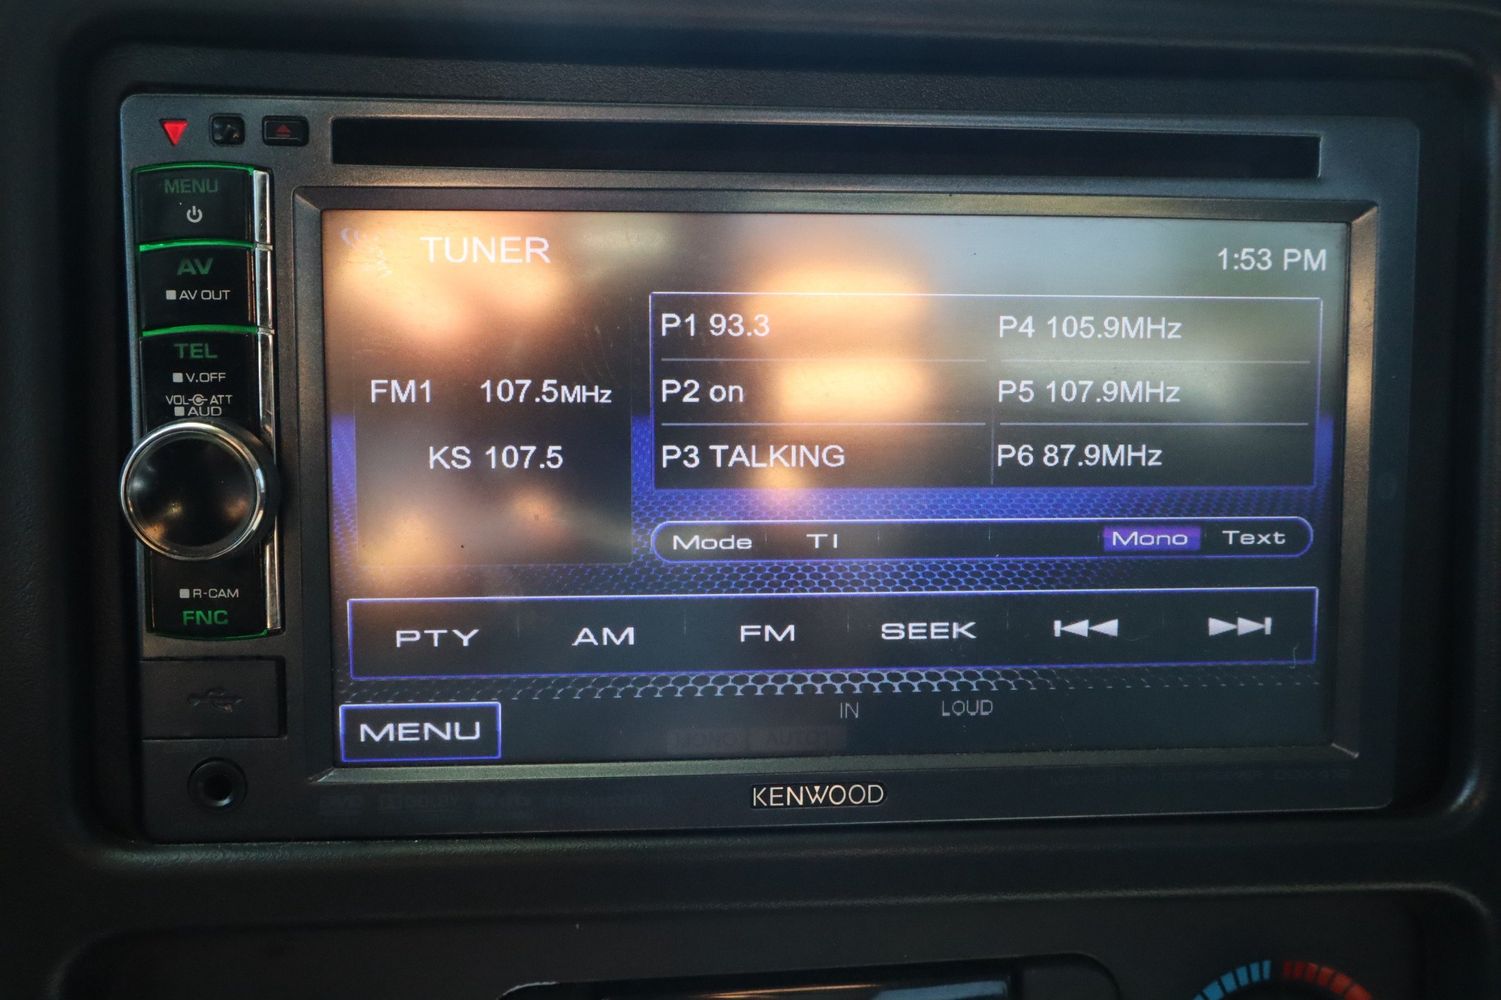 MENU
AV
AV OUT
TEL
V.OFF
VOL ATT
AUD
R-CAM
FNC
TUNER
1:53 PM
FM1 107.5MHz
KS 107.5
P1 93.3
P4 105.9MHz
P2 on
P5 107.9MHz
P3 TALKING
P6 87.9MHz
Mode TI Mono Text
PTY AM FM SEEK
IN LOUD
MENU
KENWOOD